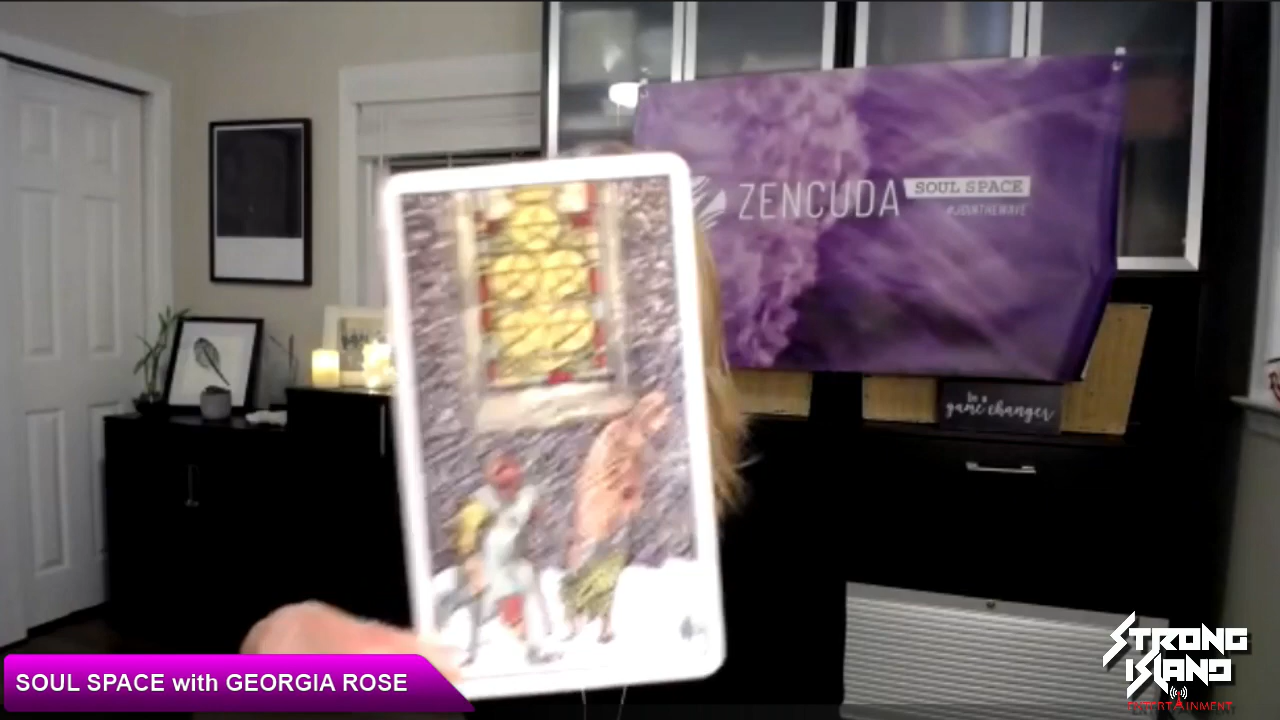 ZENCUDA
SOUL SPACE
#JOINTHEWAVE
be a
game changer
SOUL SPACE with GEORGIA ROSE
STRONG
ISLAND
ENTERTAINMENT